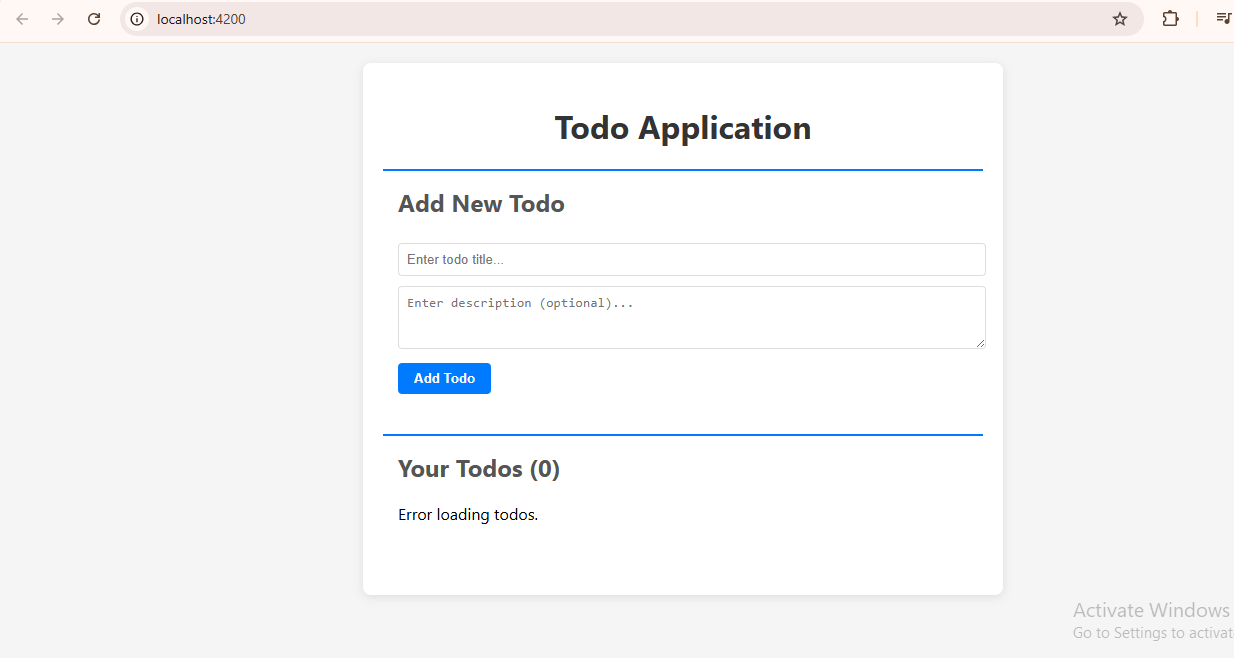 localhost:4200
Todo Application
Add New Todo
Enter todo title...
Enter description (optional)...
Add Todo
Your Todos (0)
Error loading todos.
Activate Windows
Go to Settings to activat